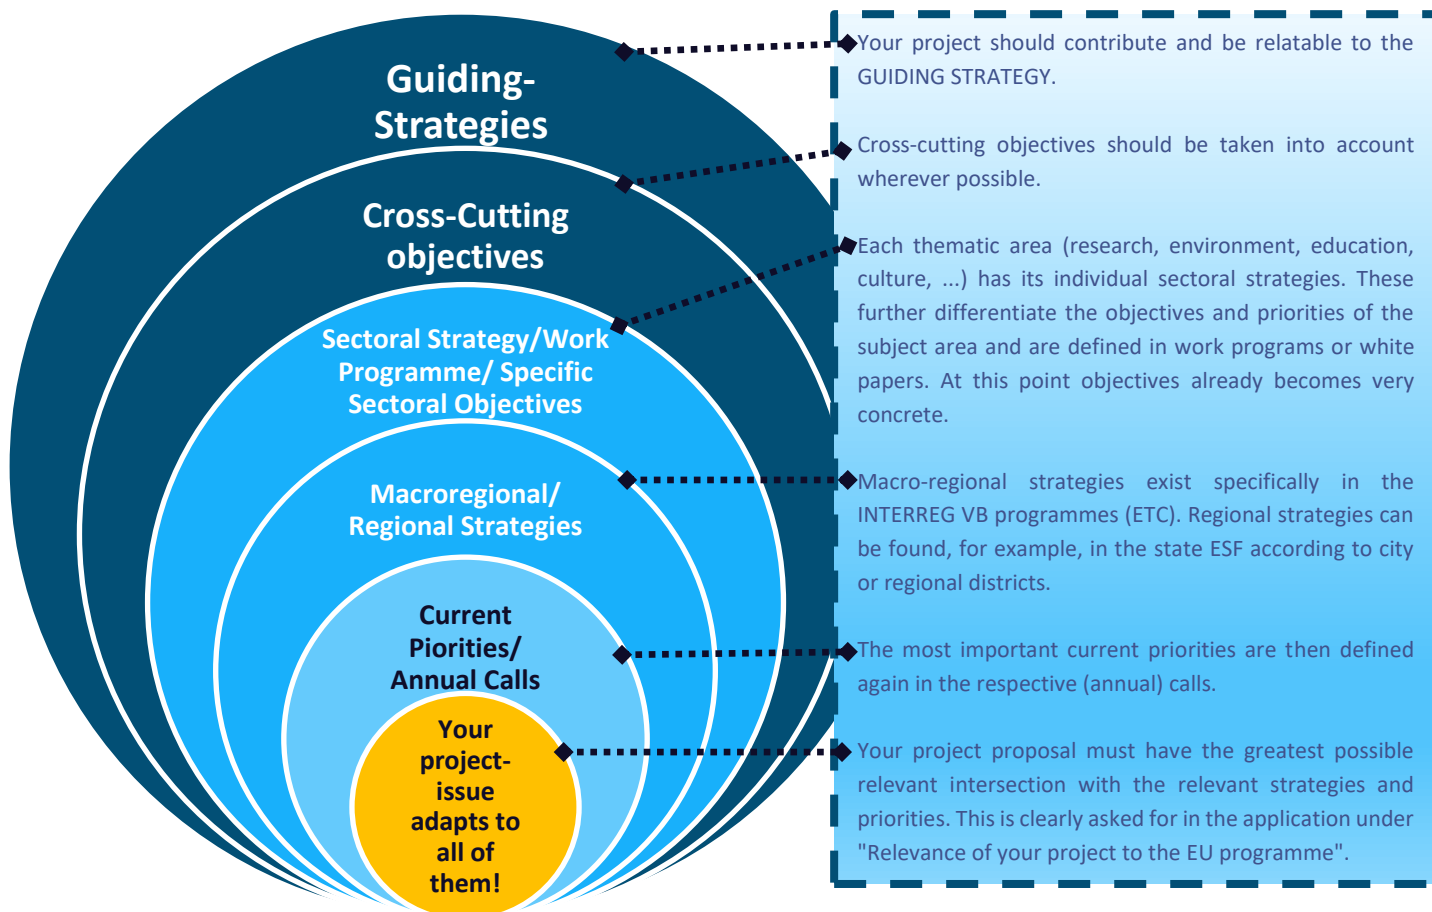 Guiding-
Strategies
Cross-Cutting
objectives
Sectoral Strategy/Work
Programme/ Specific
Sectoral Objectives
Macroregional/
Regional Strategies
Current
Piorities/
Annual Calls
Your
project-
issue
adapts to
all of
them!
Your project should contribute and be relatable to the
GUIDING STRATEGY.
Cross-cutting objectives should be taken into account
wherever possible.
Each thematic area (research, environment, education,
culture, ...) has its individual sectoral strategies. These
further differentiate the objectives and priorities of the
subject area and are defined in work programs or white
papers. At this point objectives already becomes very
concrete.
Macro-regional strategies exist specifically in the
INTERREG VB programmes (ETC). Regional strategies can
be found, for example, in the state ESF according to city
or regional districts.
The most important current priorities are then defined
again in the respective (annual) calls.
Your project proposal must have the greatest possible
relevant intersection with the relevant strategies and
priorities. This is clearly asked for in the application under
"Relevance of your project to the EU programme".